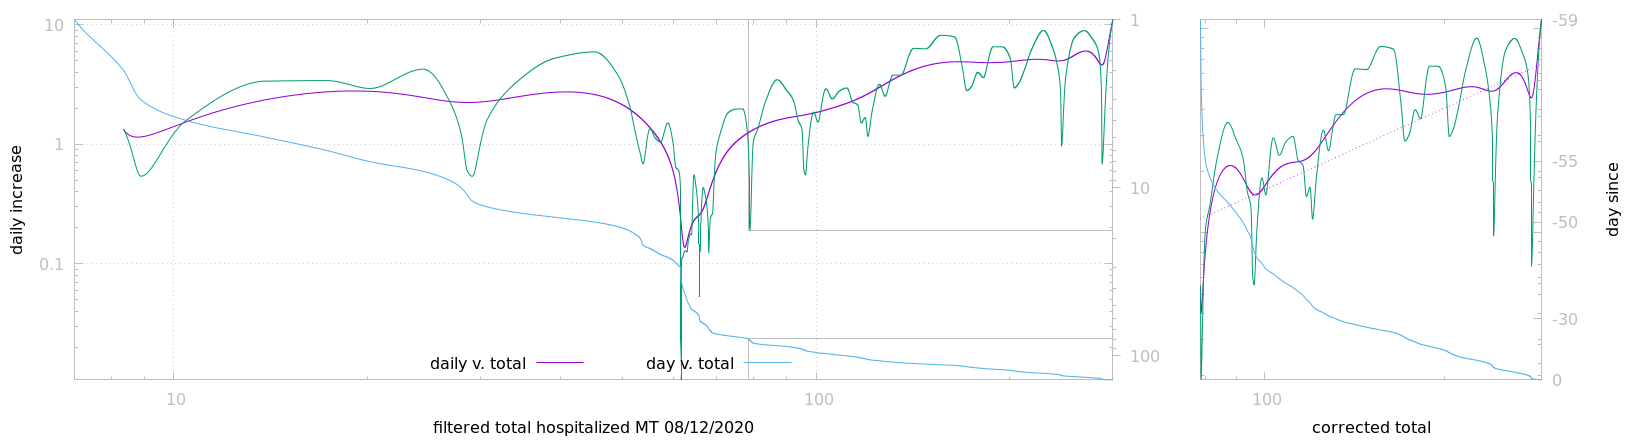 10
1
0.1
daily increase
1
10
100
daily v. total
day v. total
10
100
filtered total hospitalized MT 08/12/2020
-59
-55
-50
-30
0
day since
100
corrected total